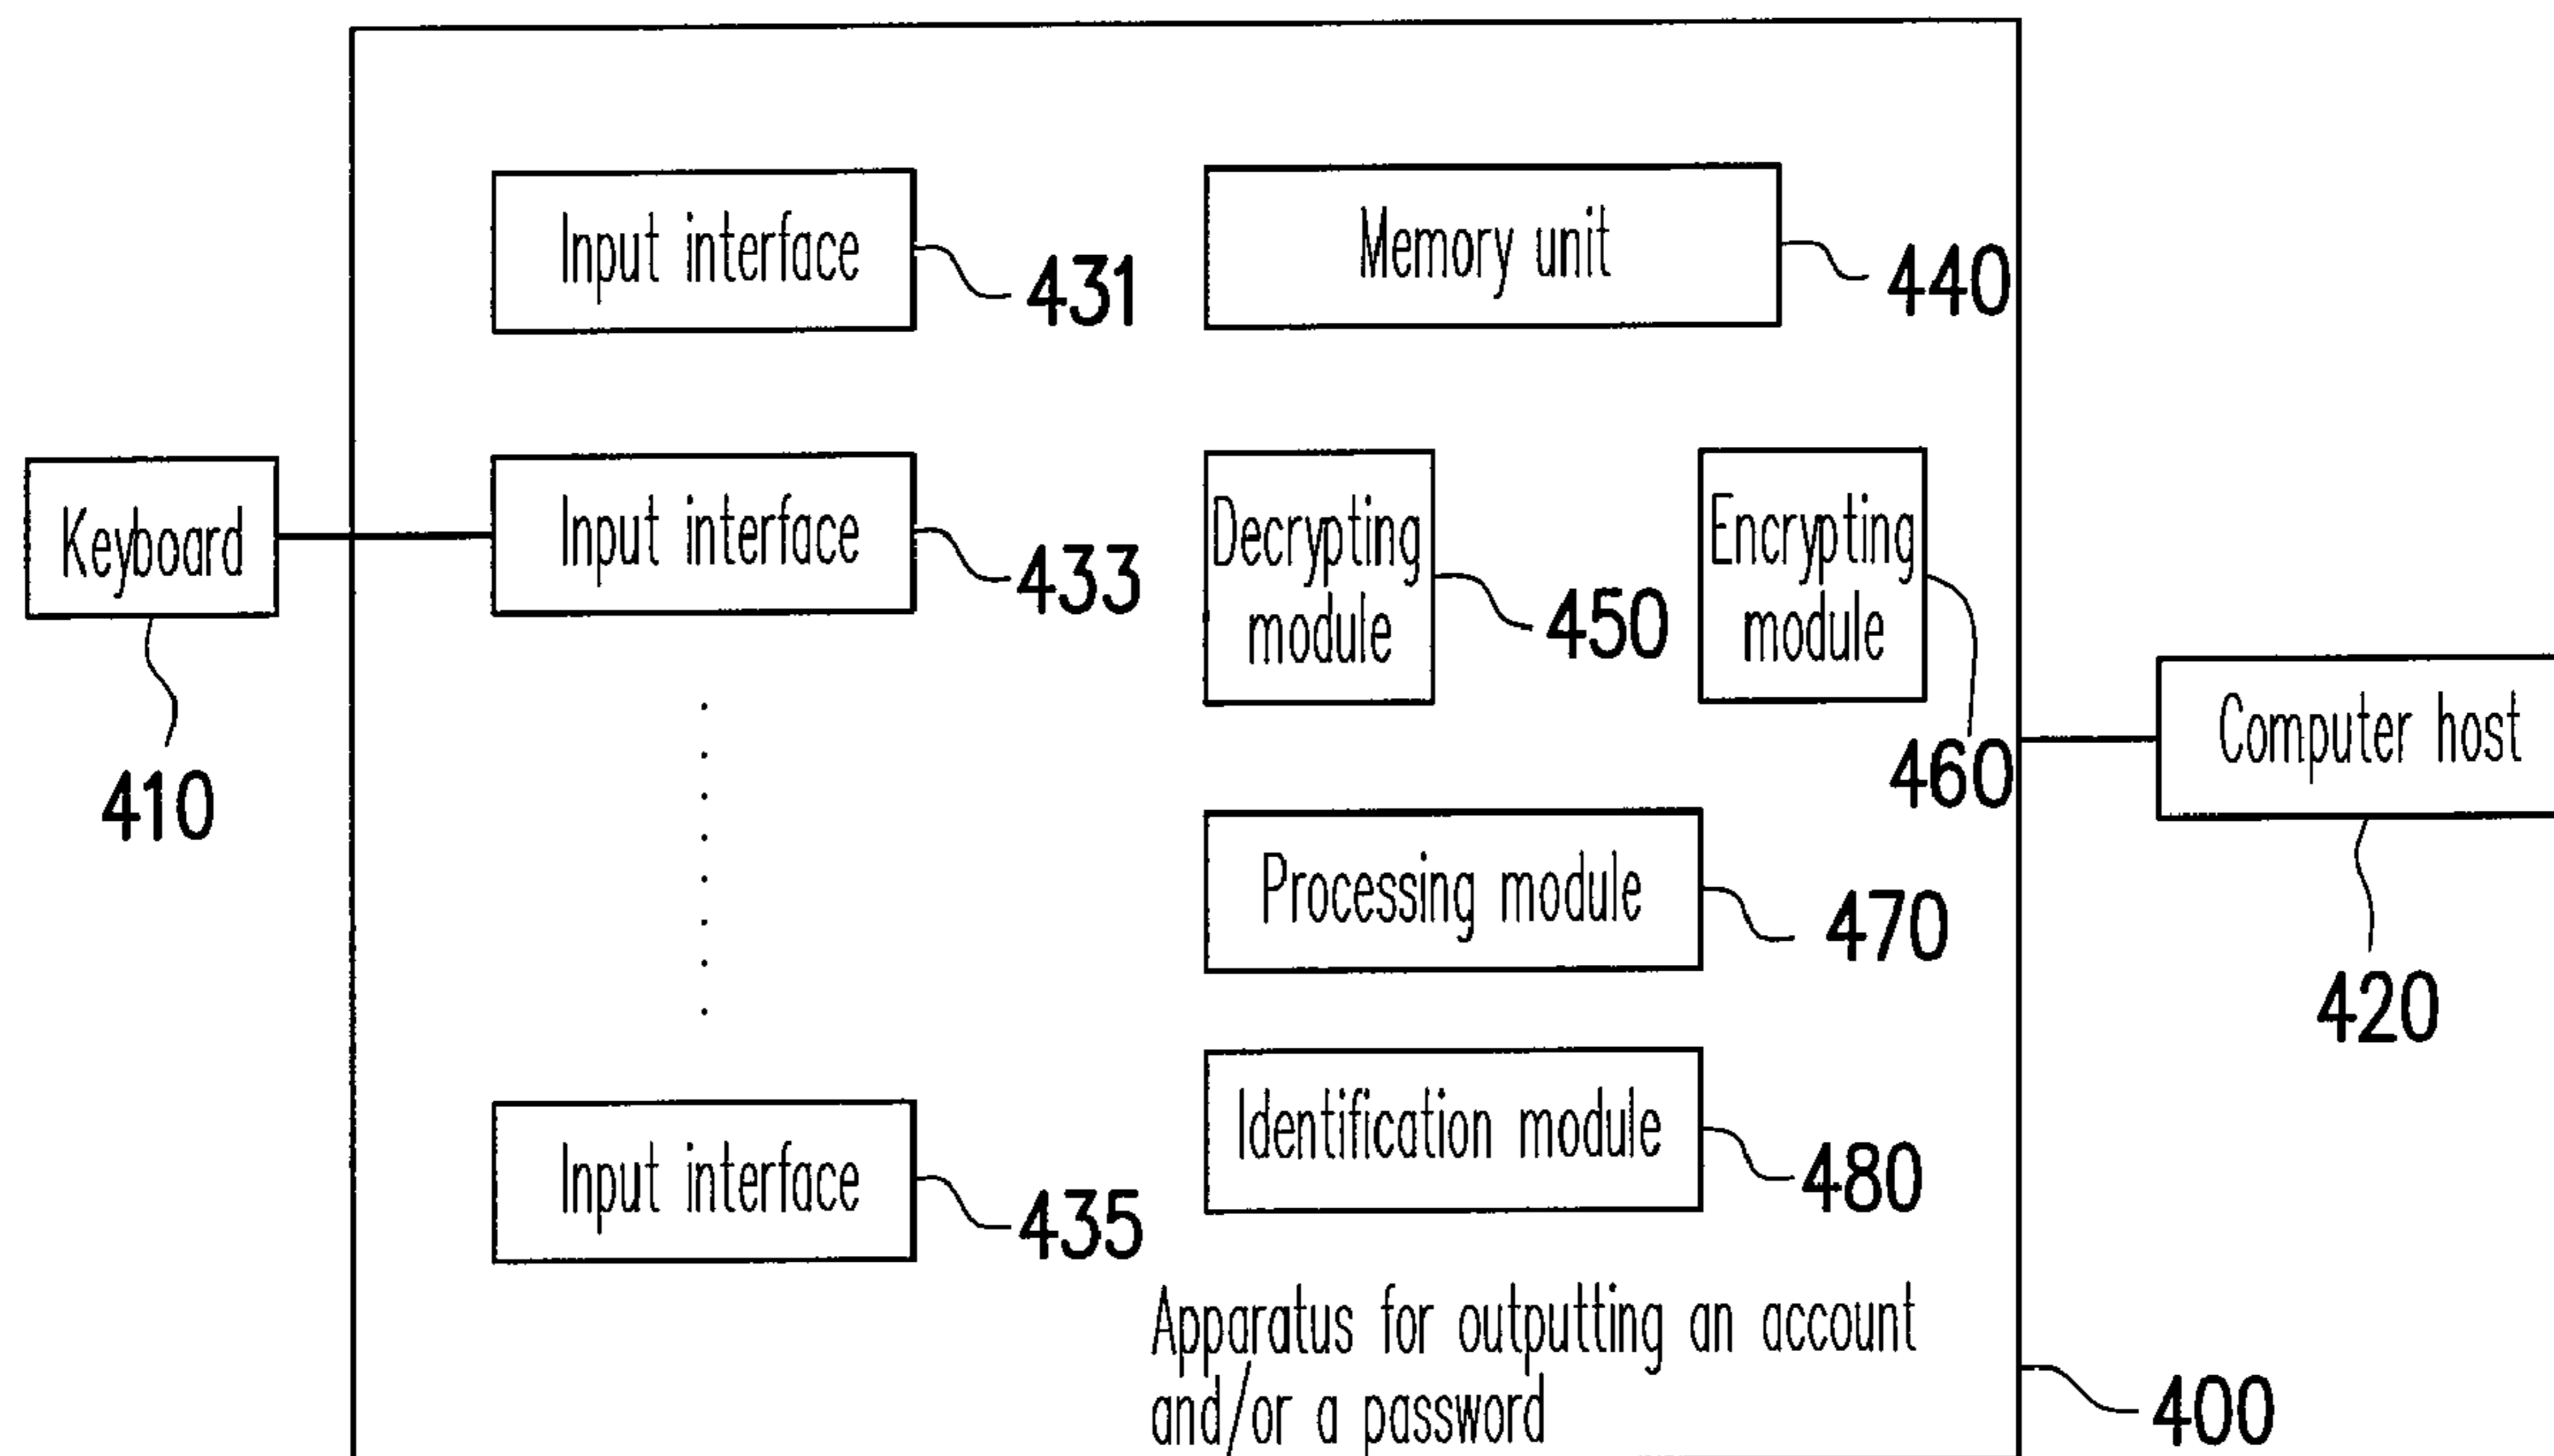 Input interface
431
Memory unit
440
Keyboard
410
Input interface
433
Decrypting
module
450
Encrypting
module
460
Computer host
420
Processing module
470
Input interface
435
Identification module
480
Apparatus for outputting an account
and/or a password
400